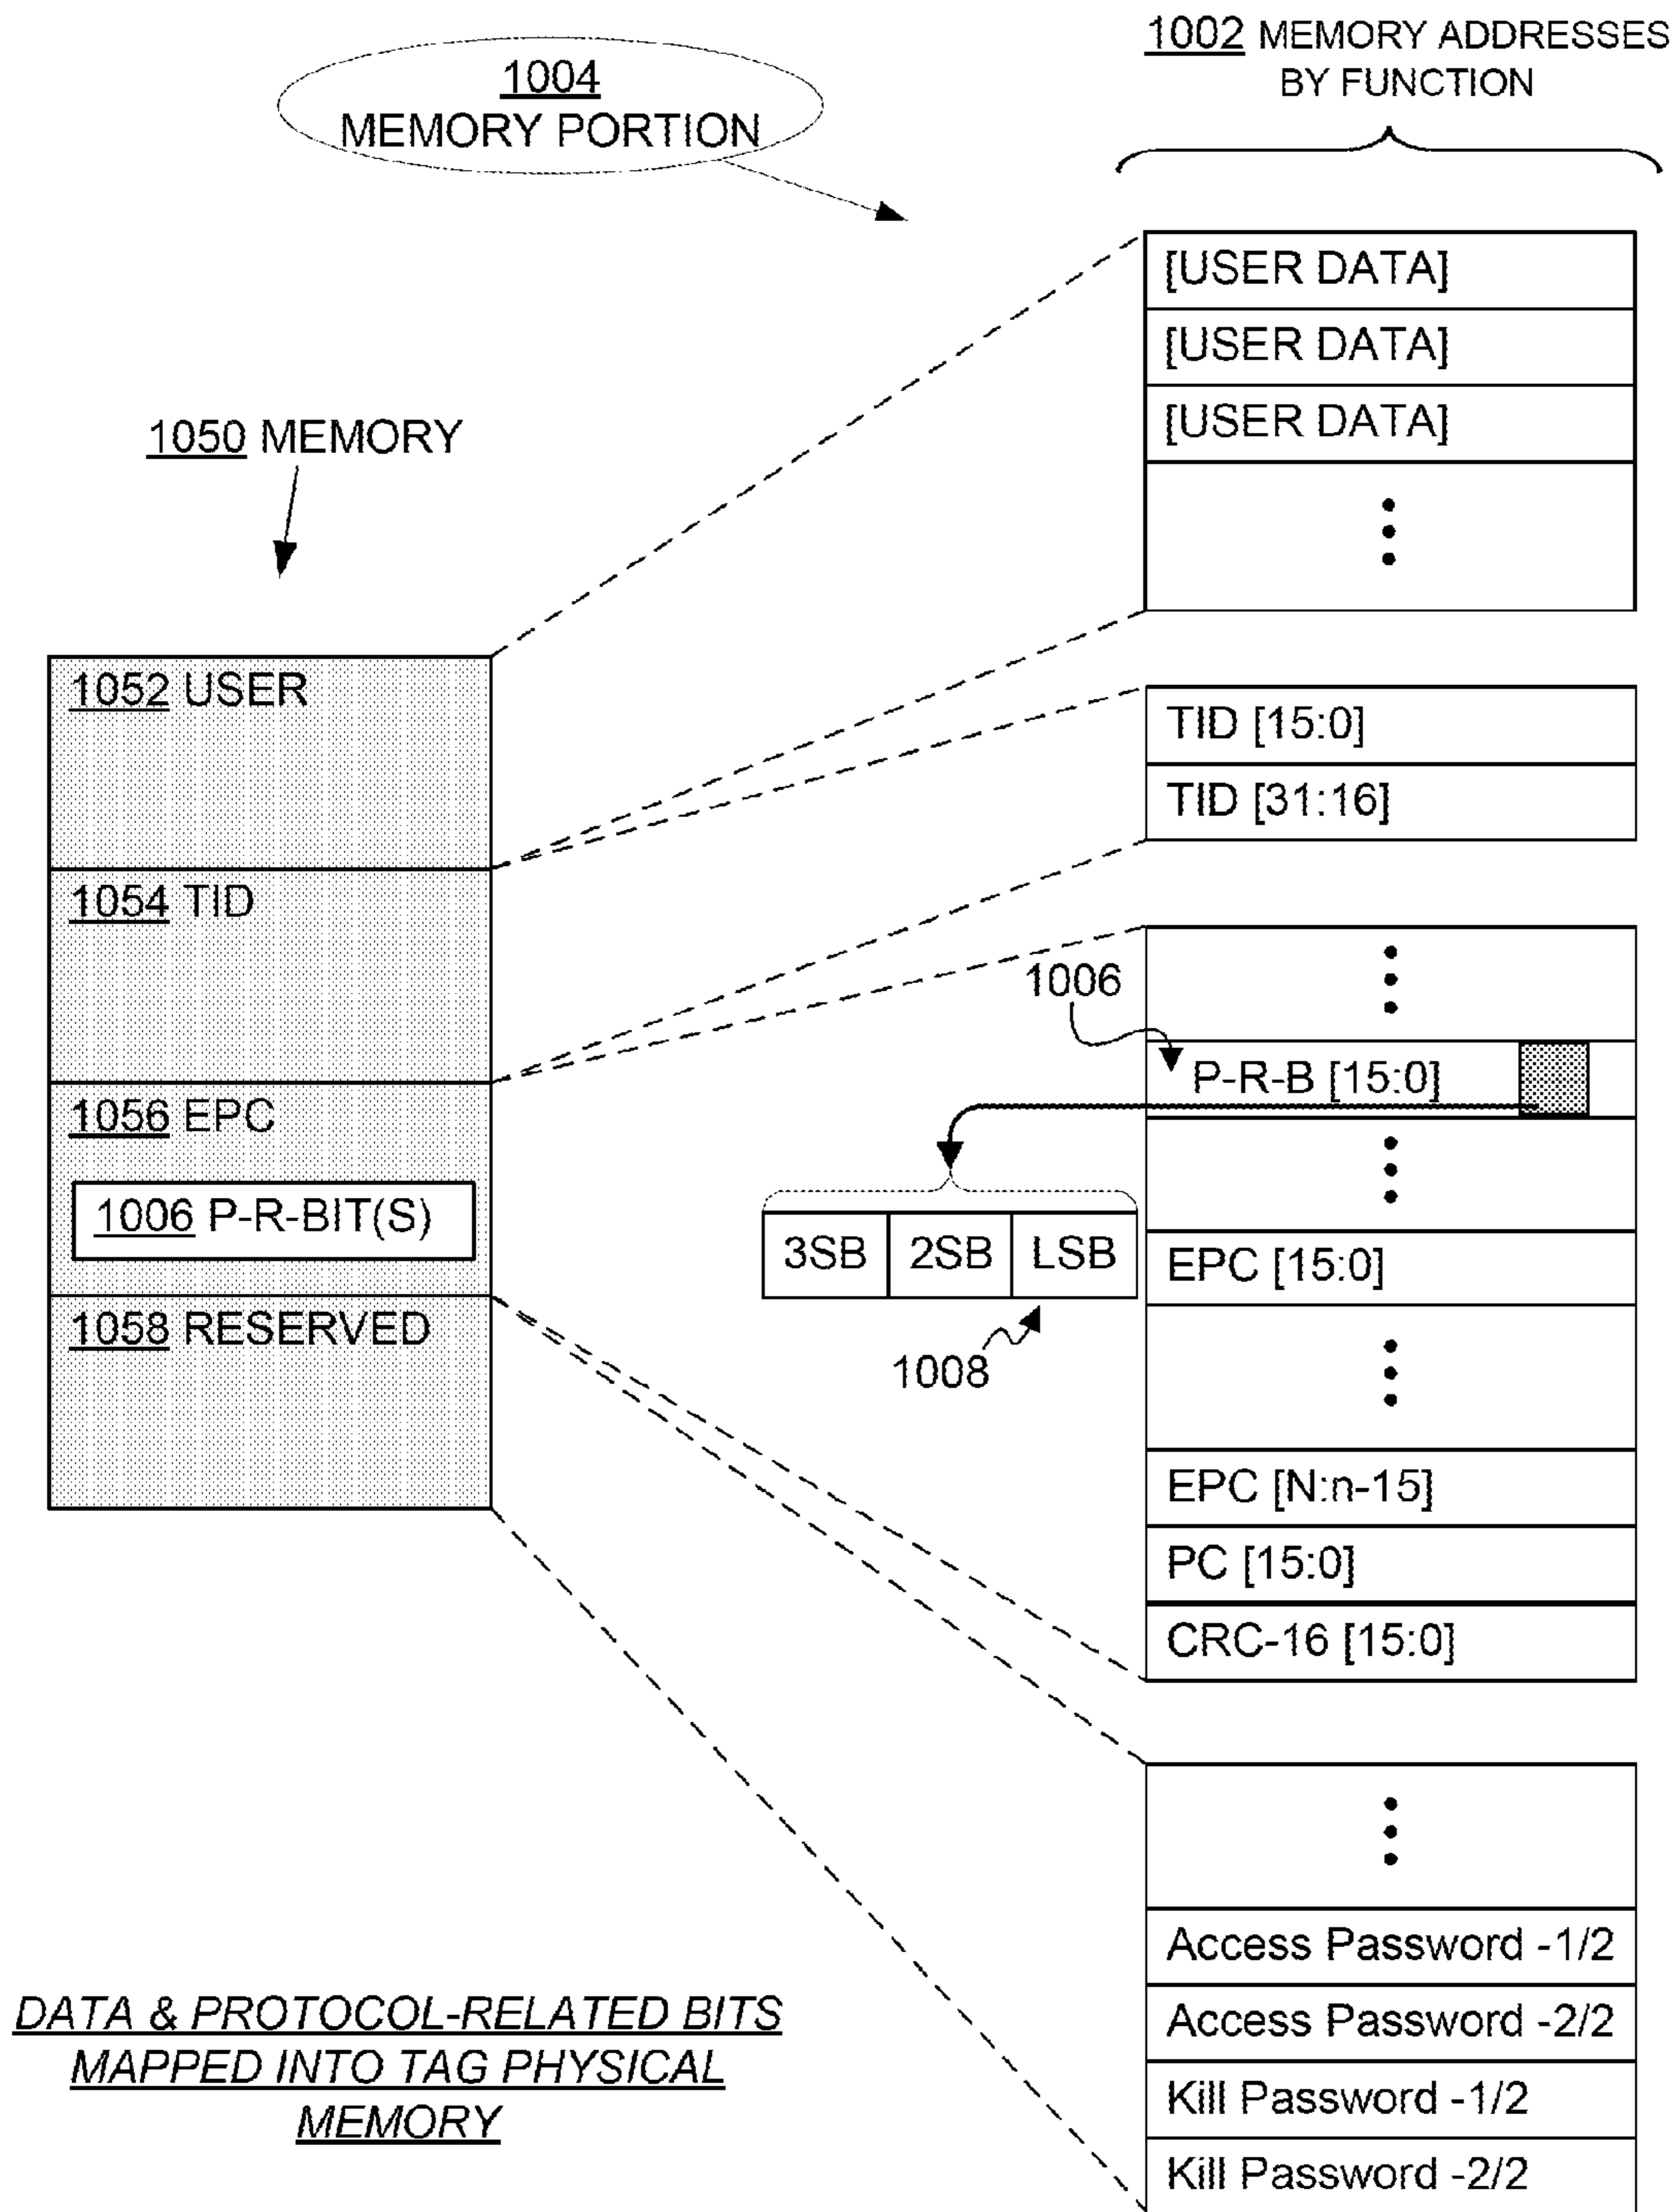 1002 MEMORY ADDRESSES
BY FUNCTION
1004
MEMORY PORTION
[USER DATA]
[USER DATA]
[USER DATA]
1050 MEMORY
1052 USER
TID [15:0]
TID [31:16]
1054 TID
1006
P-R-B [15:0]
1056 EPC
1006 P-R-BIT(S)
3SB 2SB LSB
EPC [15:0]
1058 RESERVED
1008
EPC [N:n-15]
PC [15:0]
CRC-16 [15:0]
Access Password -1/2
Access Password -2/2
Kill Password -1/2
Kill Password -2/2
DATA & PROTOCOL-RELATED BITS
MAPPED INTO TAG PHYSICAL
MEMORY